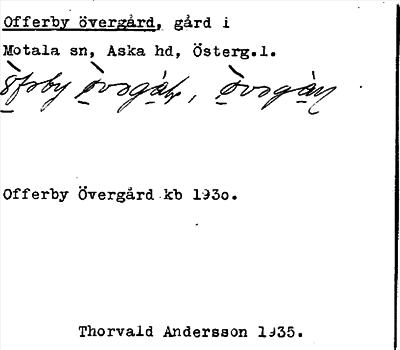 Offerby övergård, gård i
Motala sn, Aska hd, Österg.l.
Offerby Övergård kb 1930.
Thorvald Andersson 1935.